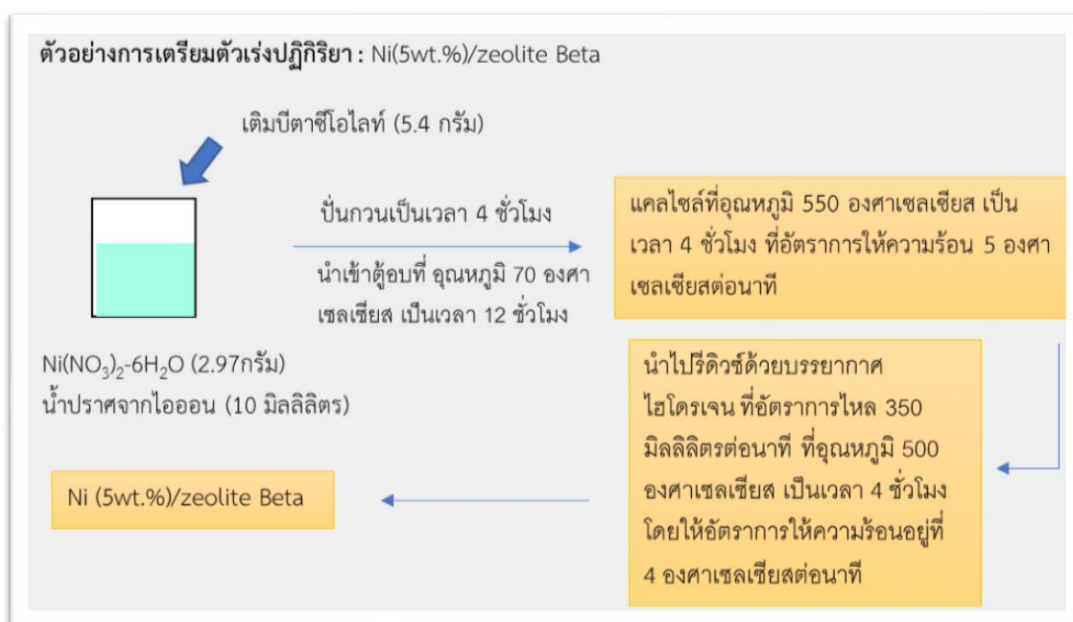 ตัวอย่างการเตรียมตัวเร่งปฏิกิริยา : Ni(5wt.%)/zeolite Beta
เติมบีตาซีโอไลท์ (5.4 กรัม)
ปั่นกวนเป็นเวลา 4 ชั่วโมง
นำเข้าตู้อบที่ อุณหภูมิ 70 องศา
เซลเซียส เป็นเวลา 12 ชั่วโมง
แคลไซล์ที่อุณหภูมิ 550 องศาเซลเซียส เป็น
เวลา 4 ชั่วโมง ที่อัตราการให้ความร้อน 5 องศา
เซลเซียสต่อนาที
Ni(NO₃)₂-6H₂O (2.97กรัม)
น้ำปราศจากไอออน (10 มิลลิลิตร)
นำไปรีดิวซ์ด้วยบรรยากาศ
ไฮโดรเจน ที่อัตราการไหล 350
มิลลิลิตรต่อนาที ที่อุณหภูมิ 500
องศาเซลเซียส เป็นเวลา 4 ชั่วโมง
โดยให้อัตราการให้ความร้อนอยู่ที่
4 องศาเซลเซียสต่อนาที
Ni (5wt.%)/zeolite Beta